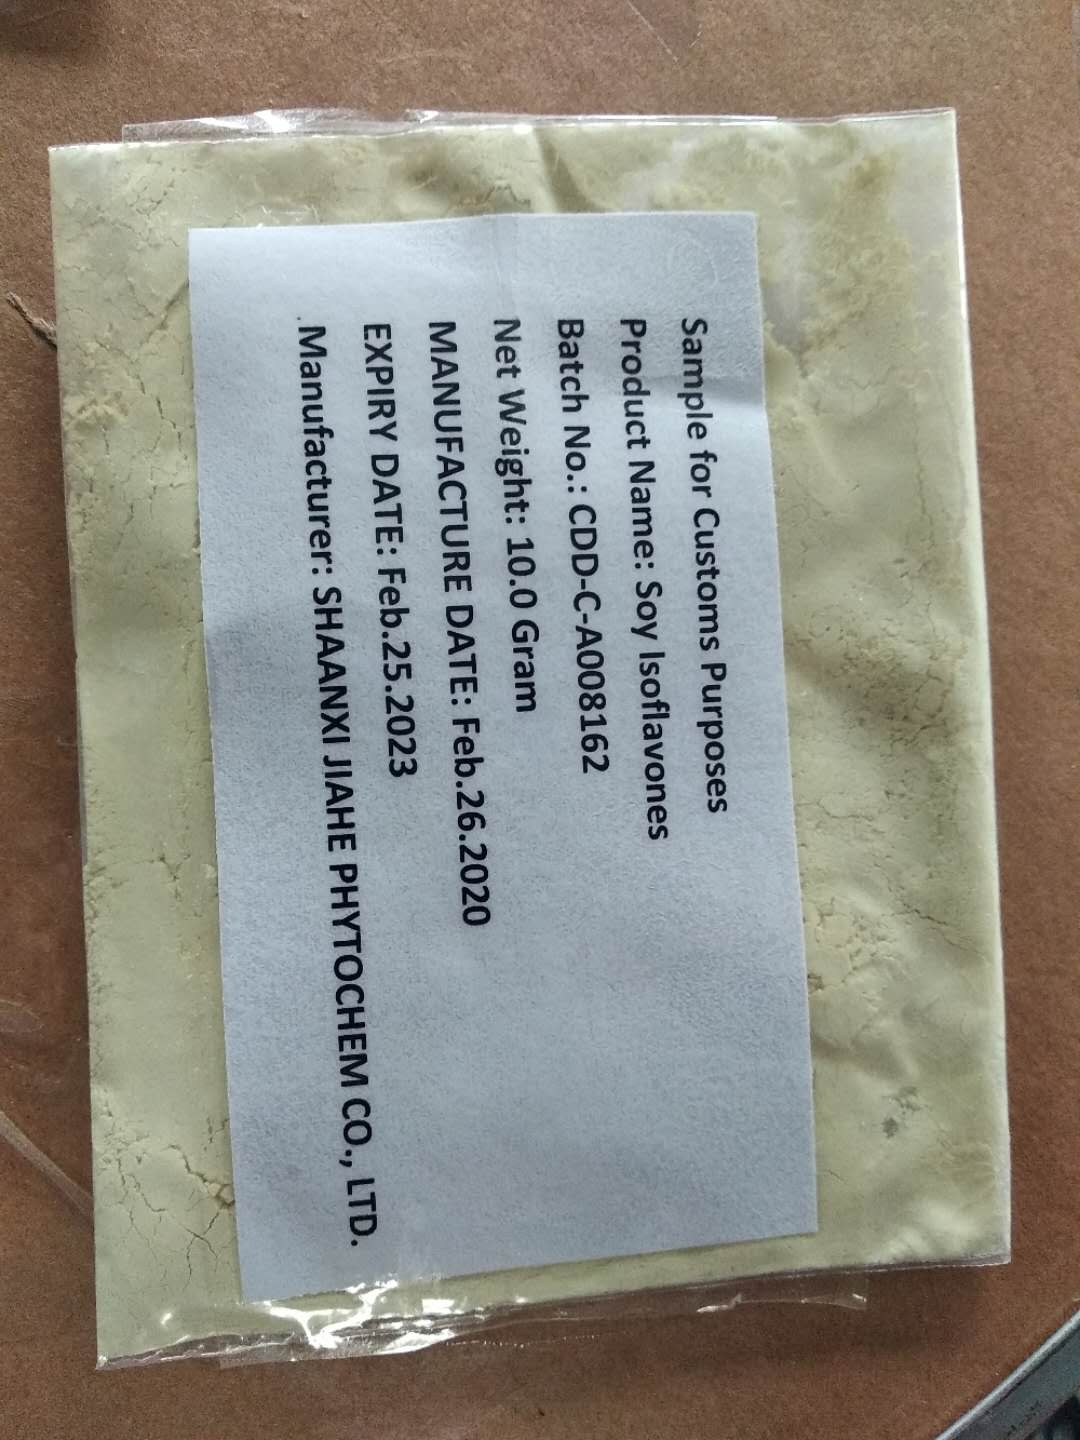 Sample for Customs Purposes
Product Name: Soy Isoflavones
Batch No.: CDD-C-A008162
Net Weight: 10.0 Gram
MANUFACTURE DATE: Feb.26.2020
EXPIRY DATE: Feb.25.2023
Manufacturer: SHAANXI JIAHE PHYTOCHEM CO., LTD.